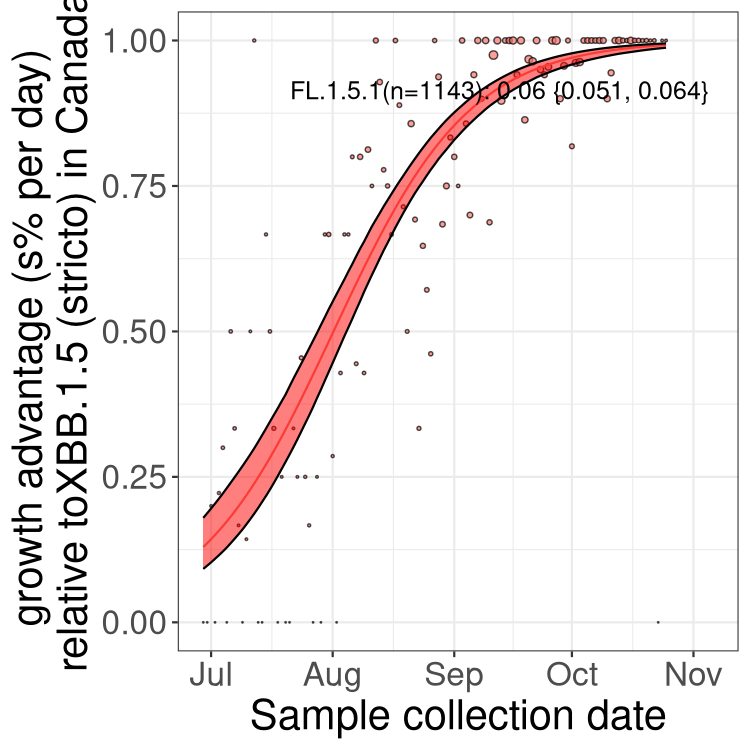 growth advantage (s% per day)
relative toXBB.1.5 (stricto) in Canada
1.00
0.75
0.50
0.25
0.00
FL.1.5.1(n=1143): 0.06 {0.051, 0.064}
Jul Aug Sep Oct Nov
Sample collection date